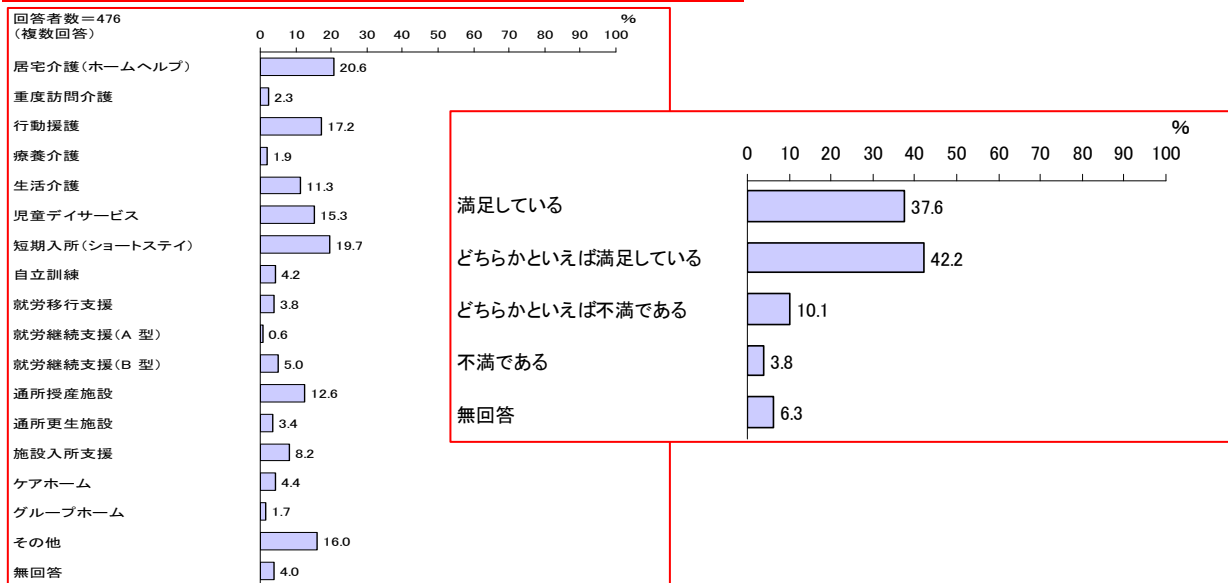 回答者数＝476
(複数回答)
%
0 10 20 30 40 50 60 70 80 90 100
居宅介護(ホームヘルプ) 20.6
重度訪問介護 2.3
行動援護 17.2
療養介護 1.9
生活介護 11.3
児童デイサービス 15.3
短期入所(ショートステイ) 19.7
自立訓練 4.2
就労移行支援 3.8
就労継続支援(A 型) 0.6
就労継続支援(B 型) 5.0
通所授産施設 12.6
通所更生施設 3.4
施設入所支援 8.2
ケアホーム 4.4
グループホーム 1.7
その他 16.0
無回答 4.0
%
0 10 20 30 40 50 60 70 80 90 100
満足している 37.6
どちらかといえば満足している 42.2
どちらかといえば不満である 10.1
不満である 3.8
無回答 6.3